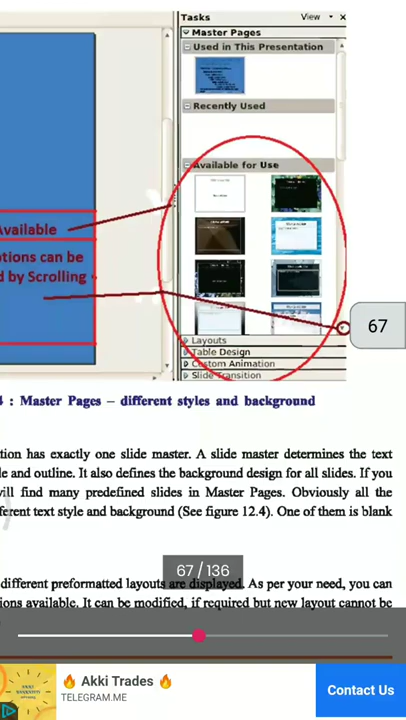 Tasks View
Master Pages
Used in This Presentation
Recently Used
Available for Use
Available
tions can be
d by Scrolling
67
Layouts
Table Design
Custom Animation
Slide Transition
4 : Master Pages – different styles and background
tion has exactly one slide master. A slide master determines the text
le and outline. It also defines the background design for all slides. If you
will find many predefined slides in Master Pages. Obviously all the
ferent text style and background (See figure 12.4). One of them is blank
67 / 136
different preformatted layouts are displayed. As per your need, you can
ons available. It can be modified, if required but new layout cannot be
Akki Trades
TELEGRAM.ME
Contact Us